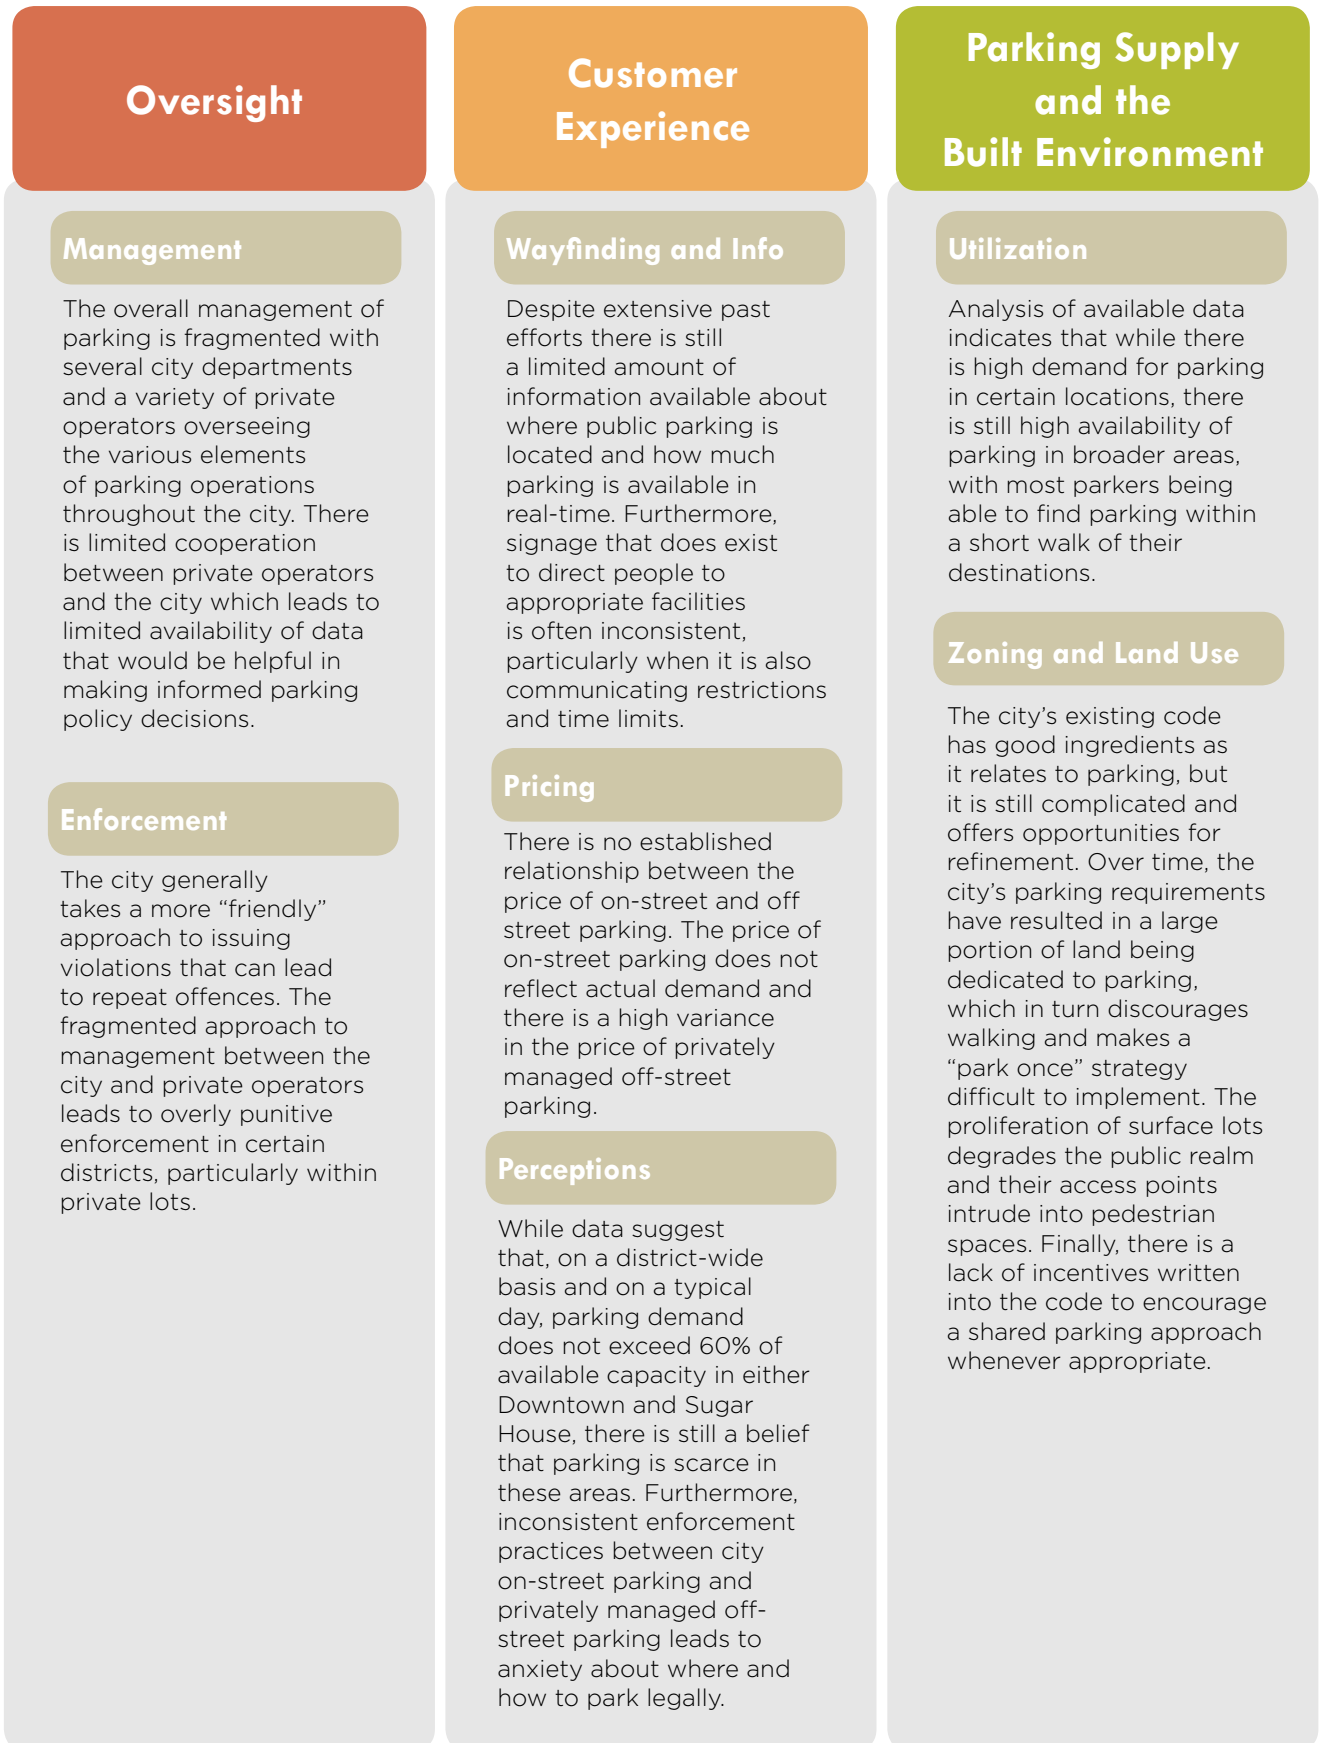 Oversight
Management
The overall management of
parking is fragmented with
several city departments
and a variety of private
operators overseeing
the various elements
of parking operations
throughout the city. There
is limited cooperation
between private operators
and the city which leads to
limited availability of data
that would be helpful in
making informed parking
policy decisions.
Enforcement
The city generally
takes a more “friendly”
approach to issuing
violations that can lead
to repeat offences. The
fragmented approach to
management between the
city and private operators
leads to overly punitive
enforcement in certain
districts, particularly within
private lots.
Customer
Experience
Wayfinding and Info
Despite extensive past
efforts there is still
a limited amount of
information available about
where public parking is
located and how much
parking is available in
real-time. Furthermore,
signage that does exist
to direct people to
appropriate facilities
is often inconsistent,
particularly when it is also
communicating restrictions
and time limits.
Pricing
There is no established
relationship between the
price of on-street and off
street parking. The price of
on-street parking does not
reflect actual demand and
there is a high variance
in the price of privately
managed off-street
parking.
Perceptions
While data suggest
that, on a district-wide
basis and on a typical
day, parking demand
does not exceed 60% of
available capacity in either
Downtown and Sugar
House, there is still a belief
that parking is scarce in
these areas. Furthermore,
inconsistent enforcement
practices between city
on-street parking and
privately managed off-
street parking leads to
anxiety about where and
how to park legally.
Parking Supply
and the
Built Environment
Utilization
Analysis of available data
indicates that while there
is high demand for parking
in certain locations, there
is still high availability of
parking in broader areas,
with most parkers being
able to find parking within
a short walk of their
destinations.
Zoning and Land Use
The city’s existing code
has good ingredients as
it relates to parking, but
it is still complicated and
offers opportunities for
refinement. Over time, the
city’s parking requirements
have resulted in a large
portion of land being
dedicated to parking,
which in turn discourages
walking and makes a
“park once” strategy
difficult to implement. The
proliferation of surface lots
degrades the public realm
and their access points
intrude into pedestrian
spaces. Finally, there is a
lack of incentives written
into the code to encourage
a shared parking approach
whenever appropriate.